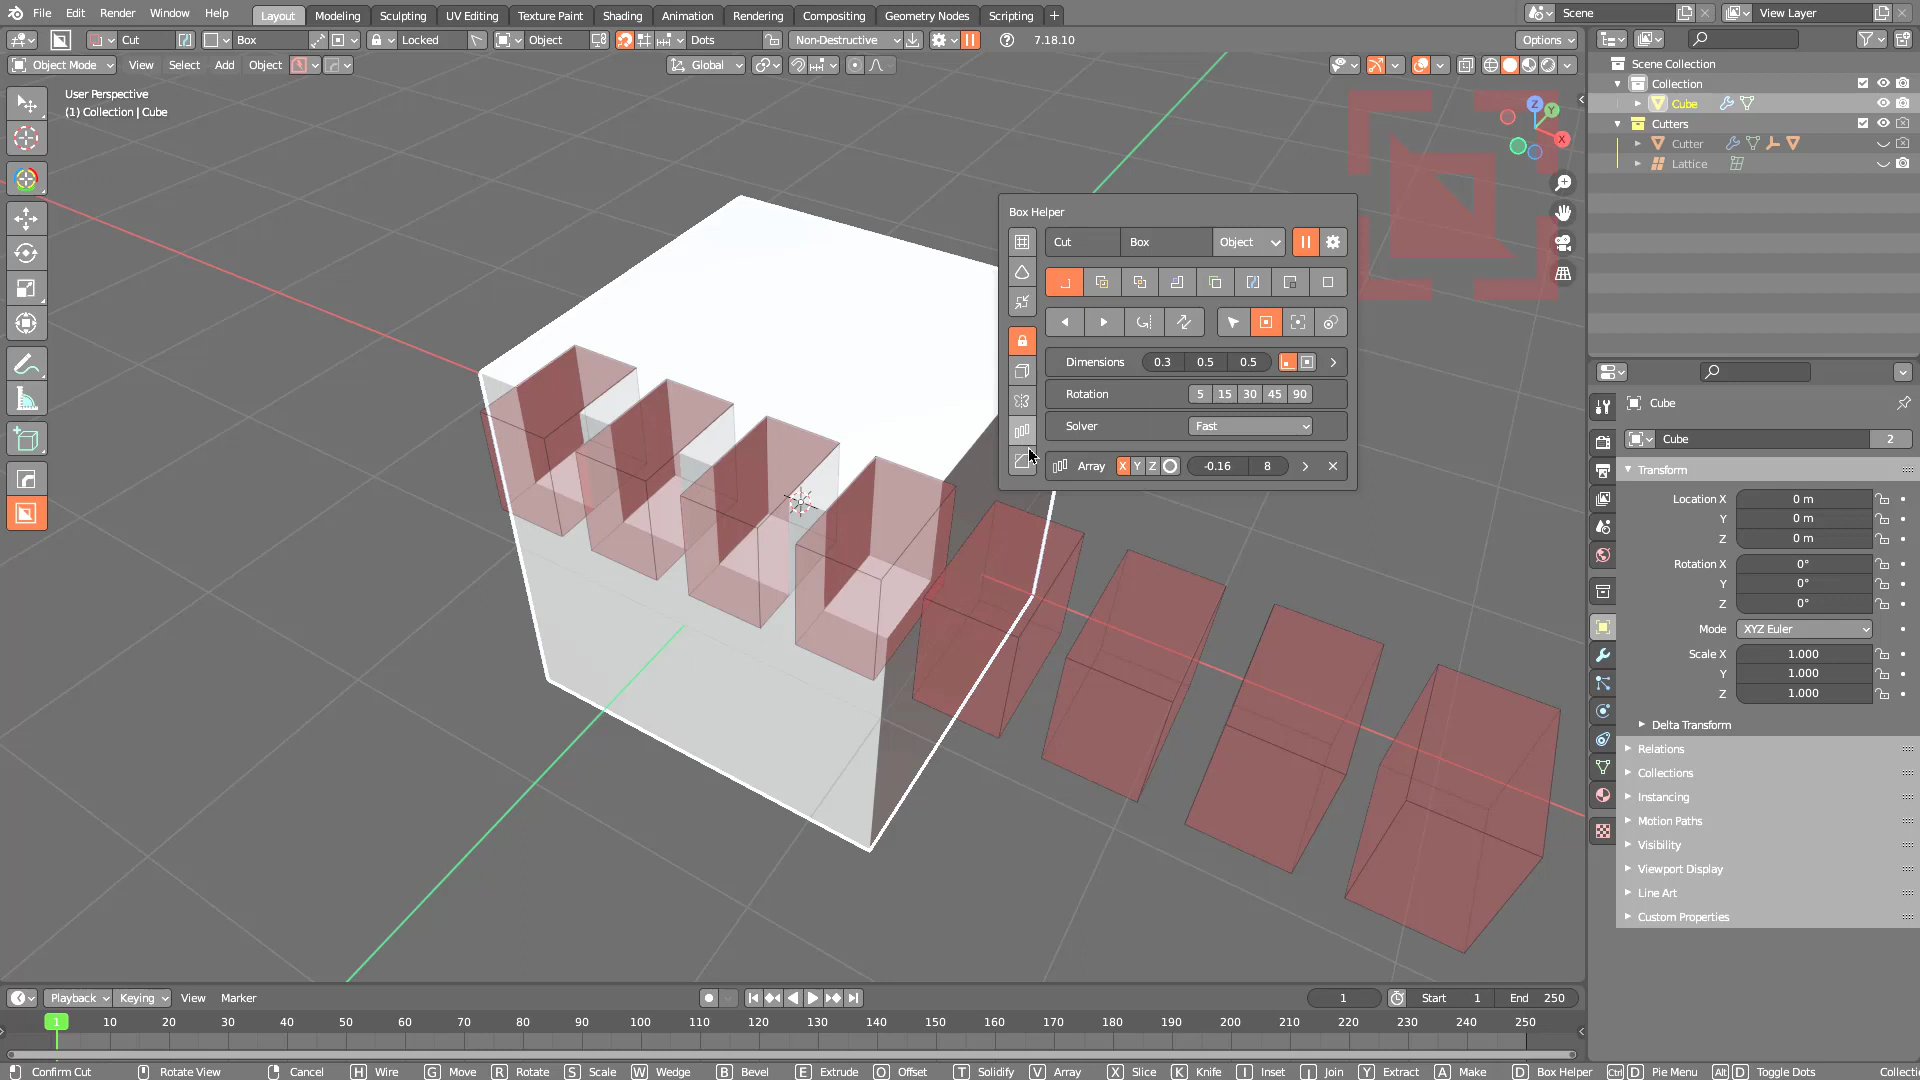 File Edit Render Window Help Layout Modeling Sculpting UV Editing Texture Paint Shading Animation Rendering Compositing Geometry Nodes Scripting + Scene View Layer
Cut Box Locked Object Dots Non-Destructive 7.18.10 Options
Object Mode View Select Add Object Global
User Perspective
(1) Collection | Cube
Z
Y
X
Scene Collection
Collection
Cube
Cutters
Cutter
Lattice
Box Helper
Cut Box Object
Dimensions 0.3 0.5 0.5
Rotation 5 15 30 45 90
Solver Fast
Array X Y Z -0.16 8
Cube
Cube 2
Transform
Location X 0 m
Y 0 m
Z 0 m
Rotation X 0°
Y 0°
Z 0°
Mode XYZ Euler
Scale X 1.000
Y 1.000
Z 1.000
Delta Transform
Relations
Collections
Instancing
Motion Paths
Visibility
Viewport Display
Line Art
Custom Properties
Playback Keying View Marker 1 Start 1 End 250
1 10 20 30 40 50 60 70 80 90 100 110 120 130 140 150 160 170 180 190 200 210 220 230 240 250
Confirm Cut Rotate View Cancel H Wire G Move R Rotate S Scale W Wedge B Bevel E Extrude O Offset T Solidify V Array X Slice K Knife I Inset J Join Y Extract A Make D Box Helper Ctrl D Pie Menu Alt D Toggle Dots Collecti